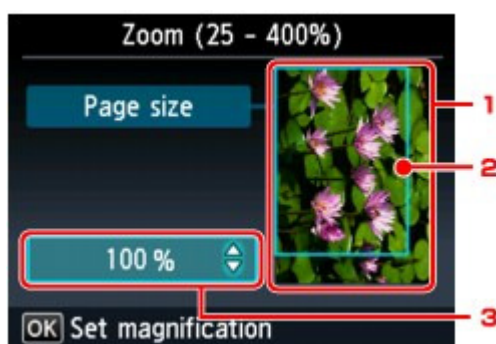 Zoom (25 - 400%)
Page size
1
2
100 %
3
OK Set magnification